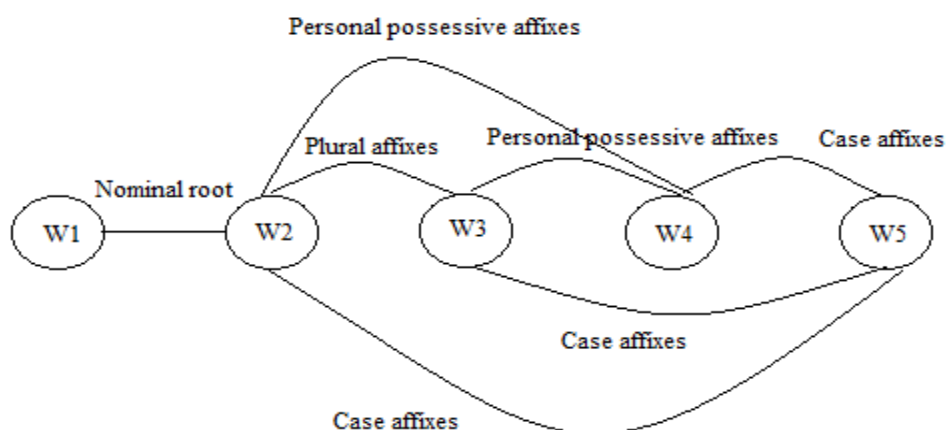 Personal possessive affixes
Plural affixes
Personal possessive affixes
Case affixes
Nominal root
W1
W2
W3
W4
W5
Case affixes
Case affixes